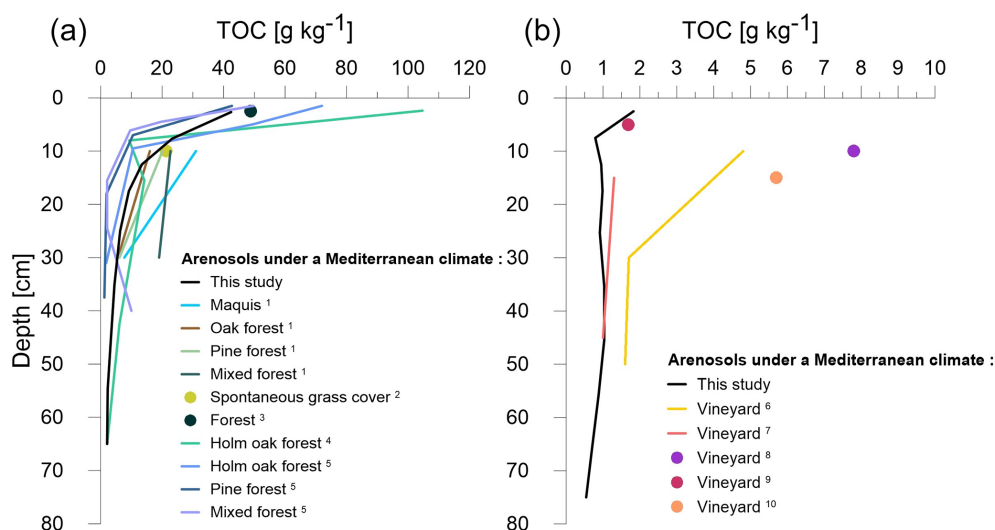 (a)
TOC [g kg⁻¹]
0 20 40 60 80 100 120
Depth [cm]
0
10
20
30
40
50
60
70
80
Arenosols under a Mediterranean climate :
This study
Maquis ¹
Oak forest ¹
Pine forest ¹
Mixed forest ¹
Spontaneous grass cover ²
Forest ³
Holm oak forest ⁴
Holm oak forest ⁵
Pine forest ⁵
Mixed forest ⁵
(b)
TOC [g kg⁻¹]
0 1 2 3 4 5 6 7 8 9 10
0
10
20
30
40
50
60
70
80
Arenosols under a Mediterranean climate :
This study
Vineyard ⁶
Vineyard ⁷
Vineyard ⁸
Vineyard ⁹
Vineyard ¹⁰